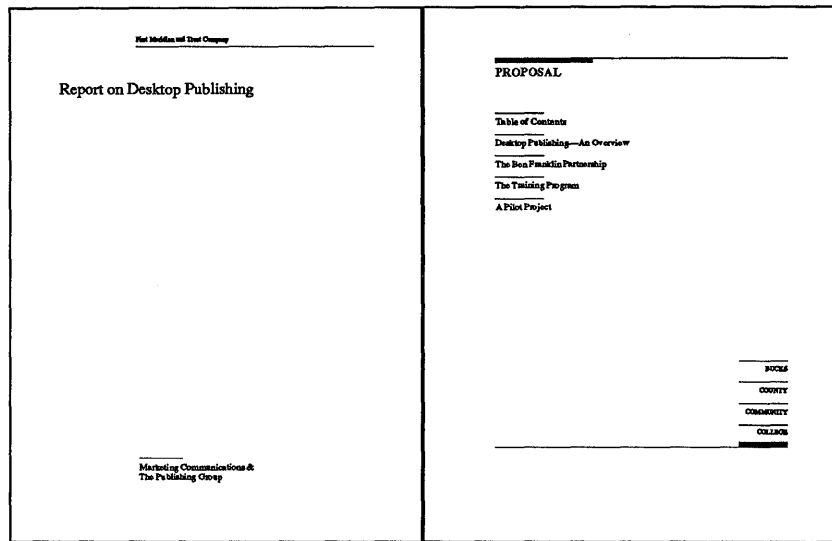 First Meridian and Trust Company
Report on Desktop Publishing
Marketing Communications &
The Publishing Group
PROPOSAL
Table of Contents
Desktop Publishing—An Overview
The Ben Franklin Partnership
The Training Program
A Pilot Project
BUCKS
COUNTY
COMMUNITY
COLLEGE